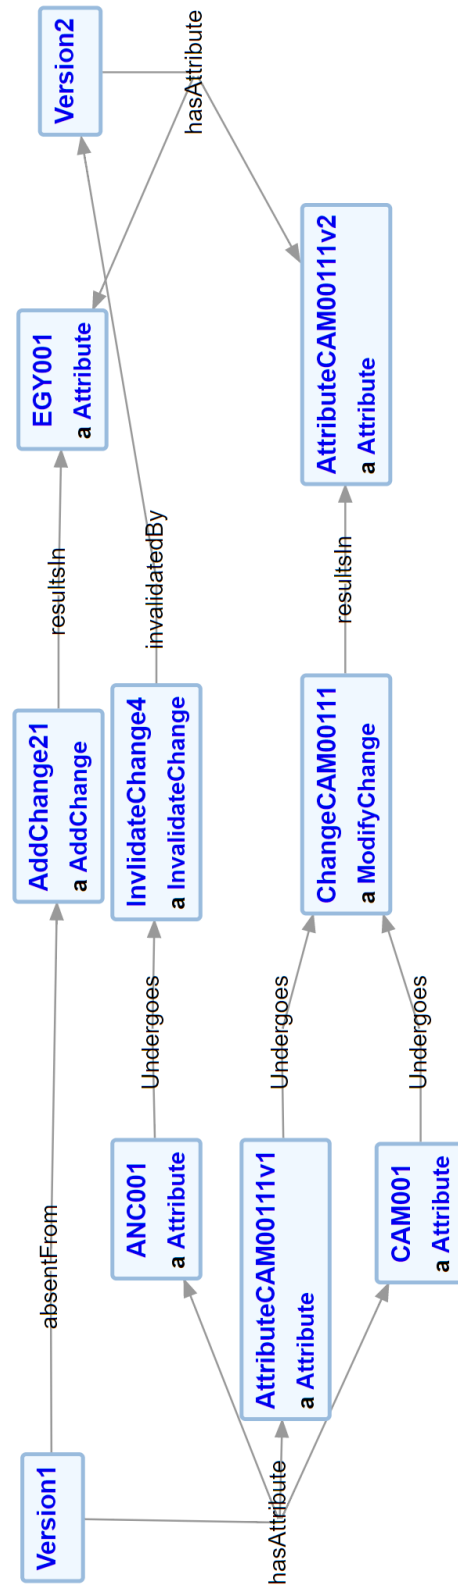 Version1
absentFrom
AddChange21
a AddChange
resultsIn
EGY001
a Attribute
Version2
hasAttribute
ANC001
a Attribute
Undergoes
InvlidateChange4
a InvalidateChange
invalidatedBy
hasAttribute
AttributeCAM00111v1
a Attribute
Undergoes
ChangeCAM00111
a ModifyChange
resultsIn
AttributeCAM00111v2
a Attribute
CAM001
a Attribute
Undergoes